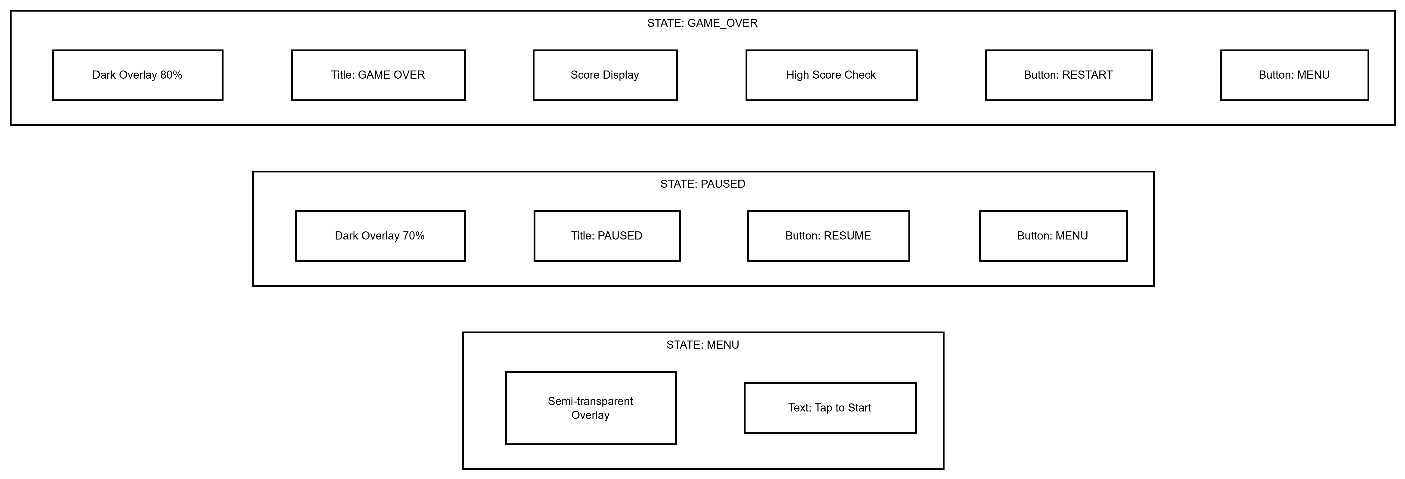 STATE: GAME_OVER
Dark Overlay 80%
Title: GAME OVER
Score Display
High Score Check
Button: RESTART
Button: MENU
STATE: PAUSED
Dark Overlay 70%
Title: PAUSED
Button: RESUME
Button: MENU
STATE: MENU
Semi-transparent
Overlay
Text: Tap to Start